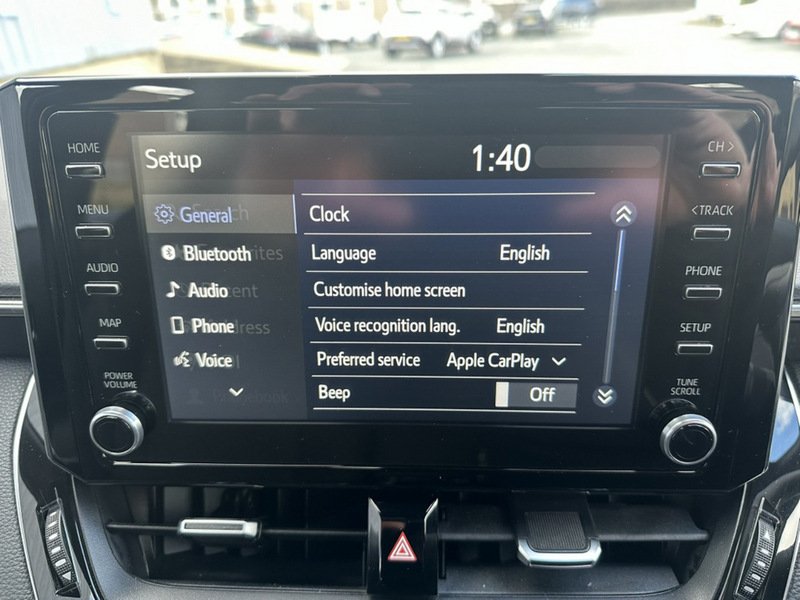 HOME
MENU
AUDIO
MAP
POWER
VOLUME
Setup
1:40
General
Bluetooth
Audio
Phone
Voice
Clock
Language English
Customise home screen
Voice recognition lang. English
Preferred service Apple CarPlay
Beep Off
CH >
< TRACK
PHONE
SETUP
TUNE
SCROLL